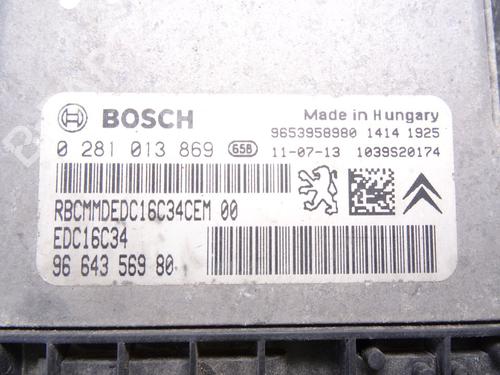 BOSCH
Made in Hungary
9653958980 1414 1925
0 281 013 869 65B 11-07-13 1039S20174
RBCMMDEDC16C34CEM 00
EDC16C34
96 643 569 80